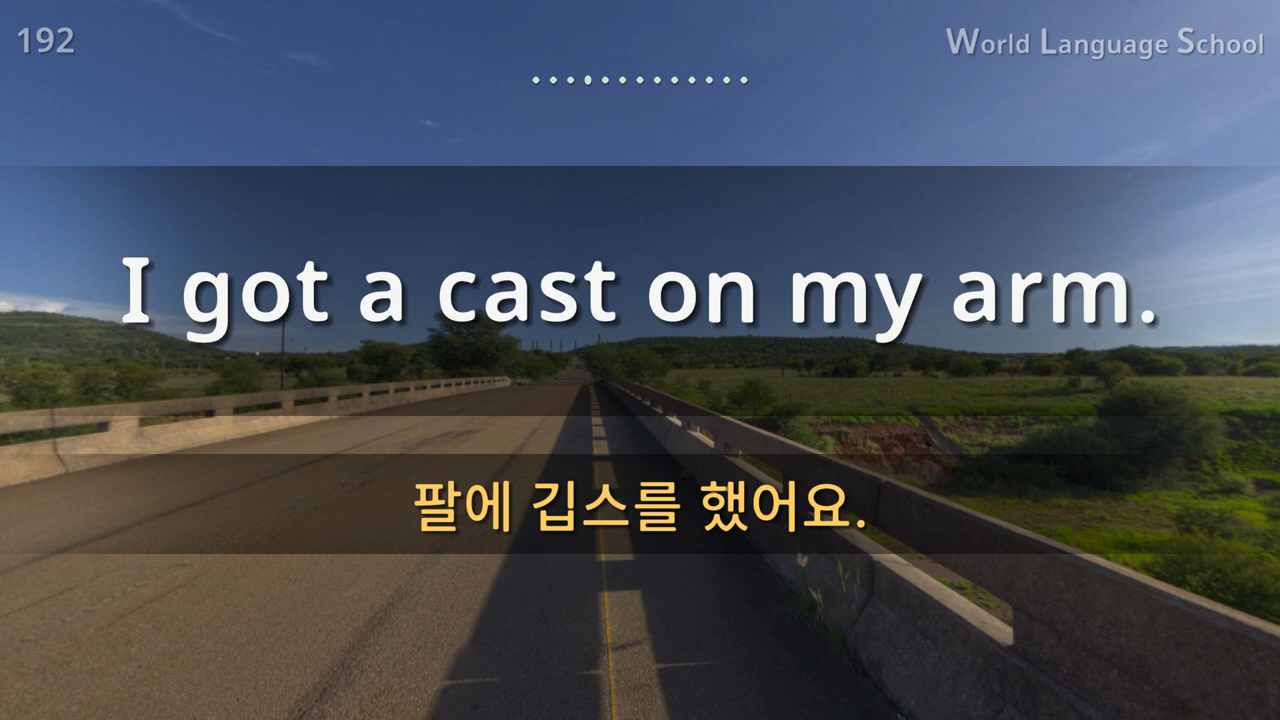 192
World Language School
I got a cast on my arm.
팔에 깁스를 했어요.